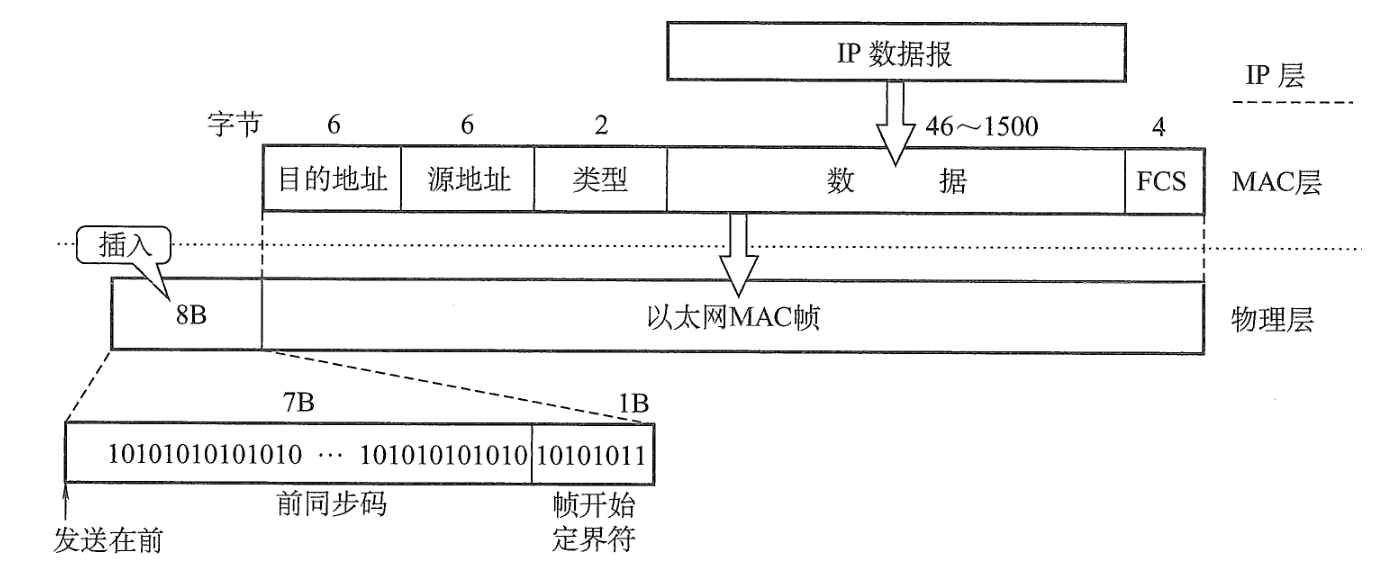 IP 数据报
IP 层
字节 6 6 2 46~1500 4
目的地址 源地址 类型 数 据 FCS MAC层
插入
8B 以太网MAC帧 物理层
7B 1B
10101010101010 ··· 101010101010 10101011
前同步码 帧开始
定界符
发送在前